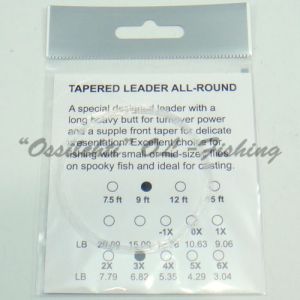 TAPERED LEADER ALL-ROUND
A special designed leader with a
long heavy butt for turnover power
and a supple front taper for delicate
presentation. Excellent choice for
fishing with small or mid-size flies
on spooky fish and ideal for casting.
7.5 ft 9 ft 12 ft ft
-1X 0X 1X
LB 15.00 10.63 9.06
2X 3X 4X 5X 6X
LB 7.79 6.82 5.35 4.29 3.04